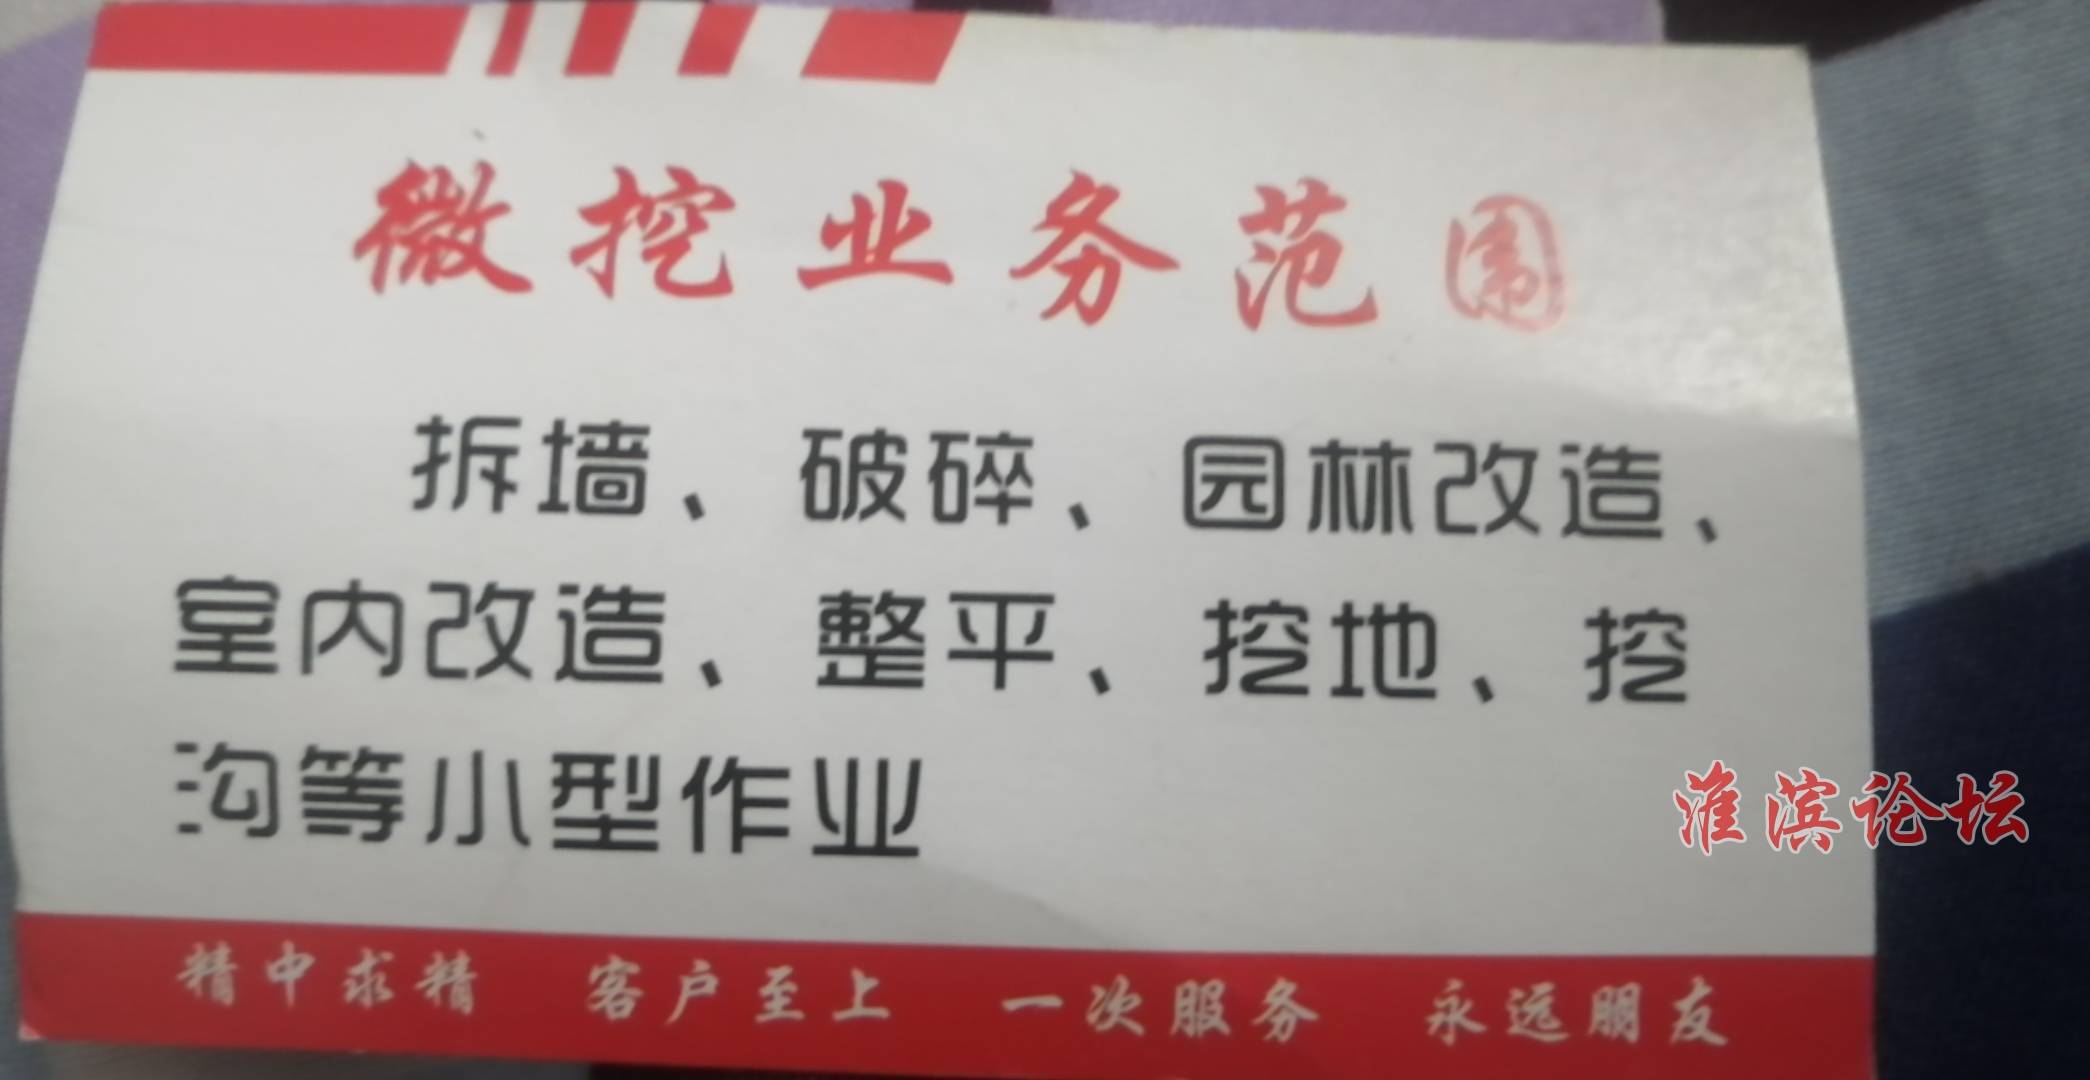 微挖业务范围
拆墙、破碎、园林改造、
室内改造、整平、挖地、挖
沟等小型作业
淮滨论坛
精中求精 客户至上 一次服务 永远朋友